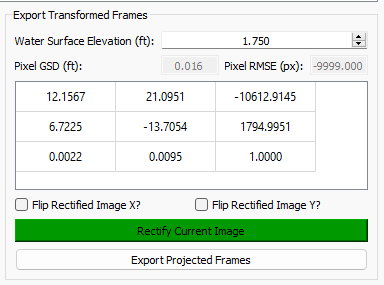 Export Transformed Frames
Water Surface Elevation (ft): 1.750
Pixel GSD (ft): 0.016 Pixel RMSE (px): -9999.000
12.1567 21.0951 -10612.9145
6.7225 -13.7054 1794.9951
0.0022 0.0095 1.0000
Flip Rectified Image X? Flip Rectified Image Y?
Rectify Current Image
Export Projected Frames